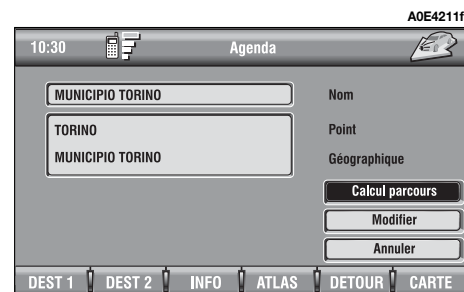 A0E4211f
10:30 Agenda
MUNICIPIO TORINO Nom
TORINO Point
MUNICIPIO TORINO Géographique
Calcul parcours
Modifier
Annuler
DEST 1 DEST 2 INFO ATLAS DETOUR CARTE